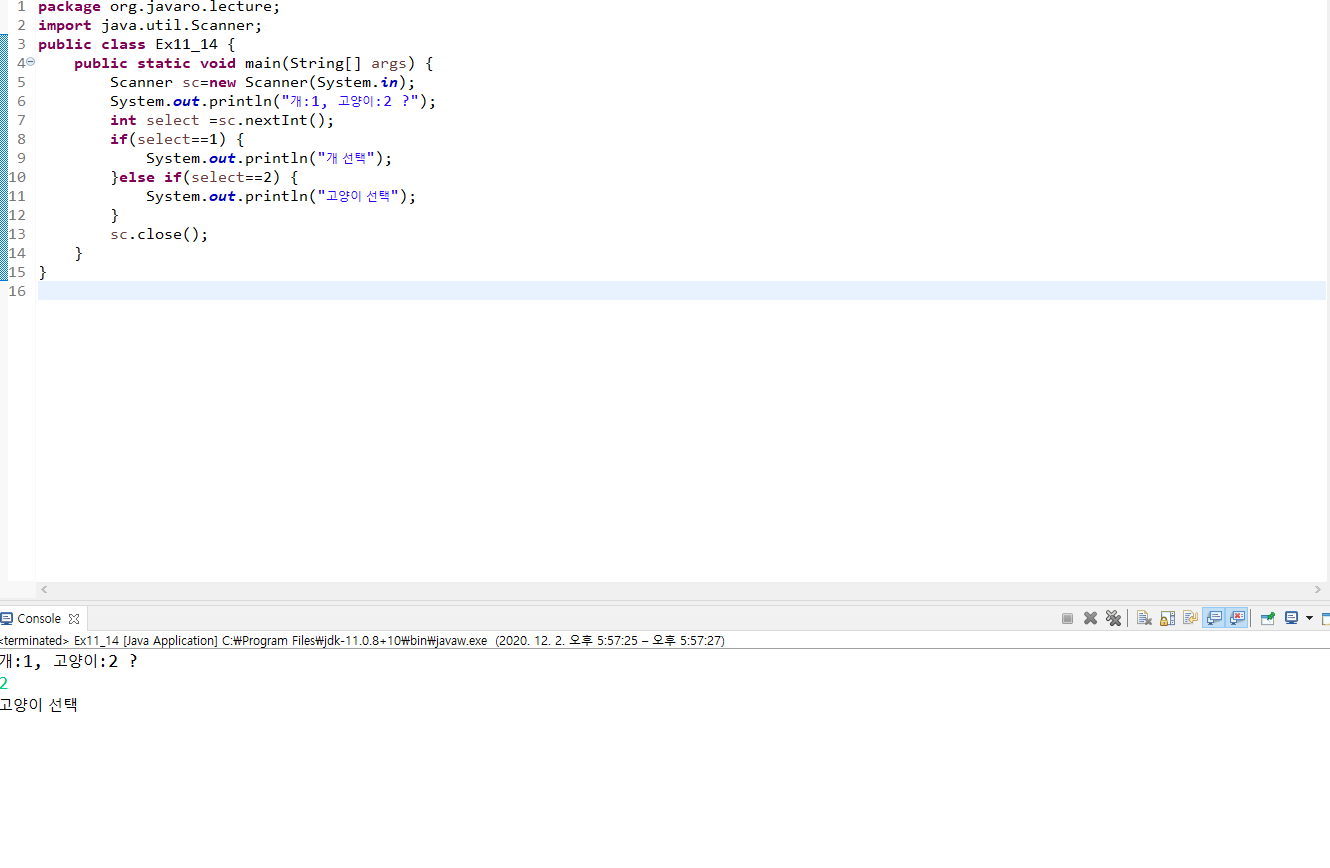 1 package org.javaro.lecture;
2 import java.util.Scanner;
3 public class Ex11_14 {
4 public static void main(String[] args) {
5 Scanner sc=new Scanner(System.in);
6 System.out.println("개:1, 고양이:2 ?");
7 int select =sc.nextInt();
8 if(select==1) {
9 System.out.println("개 선택");
10 }else if(select==2) {
11 System.out.println("고양이 선택");
12 }
13 sc.close();
14 }
15 }
16
Console
<terminated> Ex11_14 [Java Application] C:₩Program Files₩jdk-11.0.8+10₩bin₩javaw.exe (2020. 12. 2. 오후 5:57:25 – 오후 5:57:27)
개:1, 고양이:2 ?
2
고양이 선택